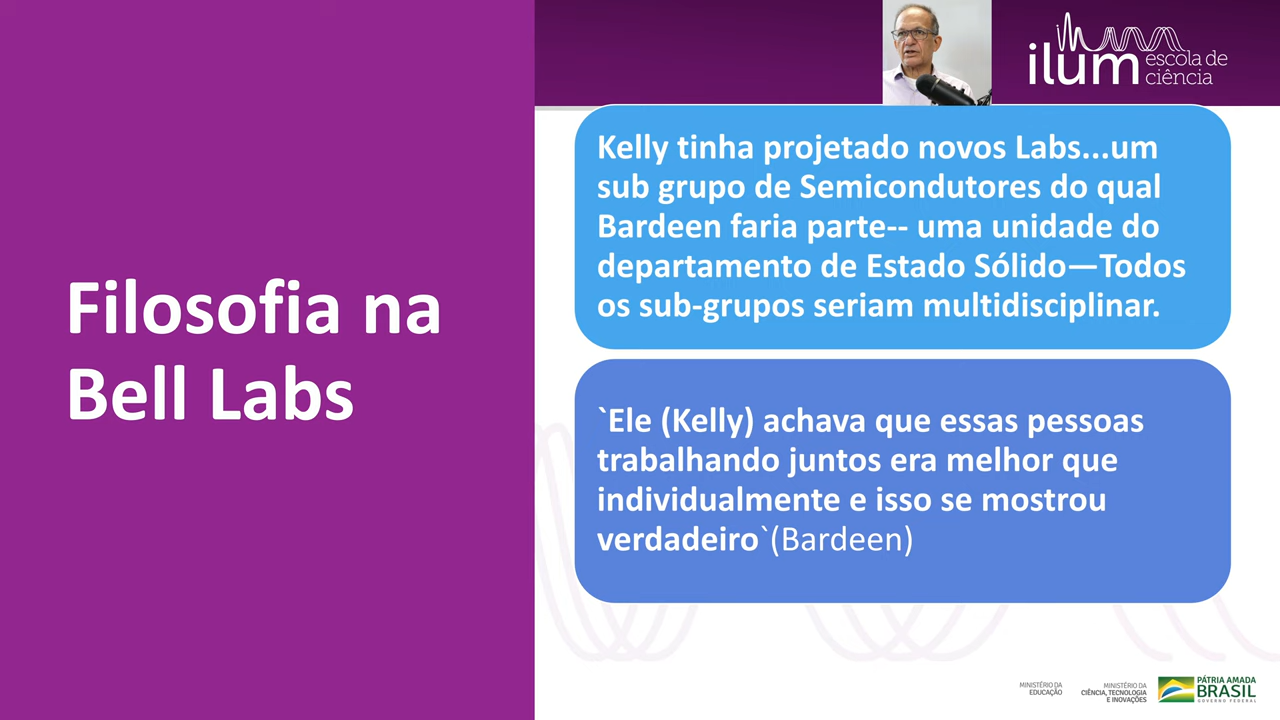 Filosofia na
Bell Labs
ilum escola de
ciência
Kelly tinha projetado novos Labs...um
sub grupo de Semicondutores do qual
Bardeen faria parte-- uma unidade do
departamento de Estado Sólido—Todos
os sub-grupos seriam multidisciplinar.
`Ele (Kelly) achava que essas pessoas
trabalhando juntos era melhor que
individualmente e isso se mostrou
verdadeiro`(Bardeen)
MINISTÉRIO DA
EDUCAÇÃO
MINISTÉRIO DA
CIÊNCIA, TECNOLOGIA
E INOVAÇÕES
PÁTRIA AMADA
BRASIL
GOVERNO FEDERAL